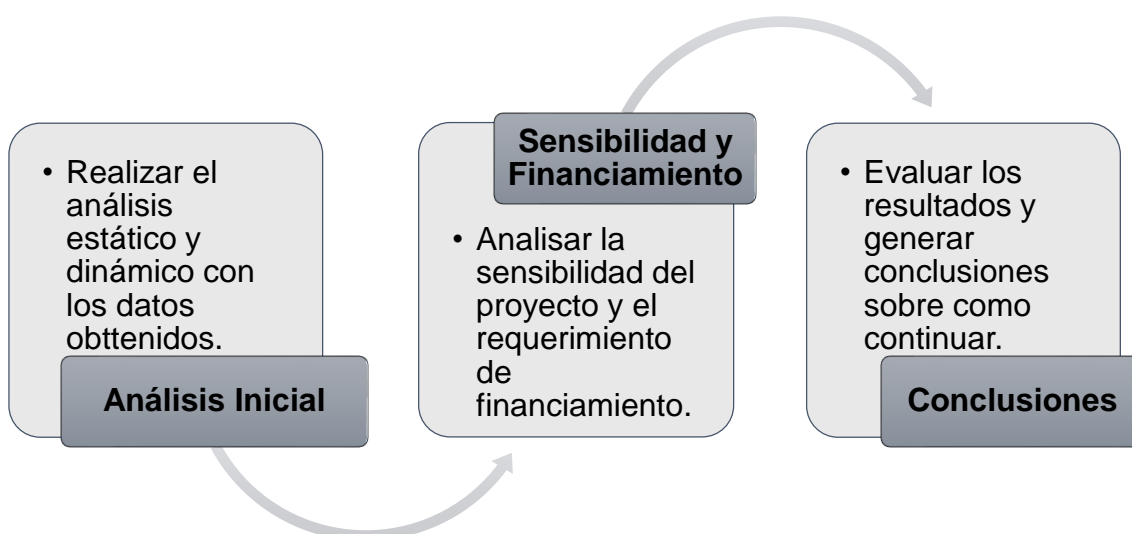 • Realizar el
análisis
estático y
dinámico con
los datos
obttenidos.
Análisis Inicial
Sensibilidad y
Financiamiento
• Analisar la
sensibilidad del
proyecto y el
requerimiento
de
financiamiento.
• Evaluar los
resultados y
generar
conclusiones
sobre como
continuar.
Conclusiones